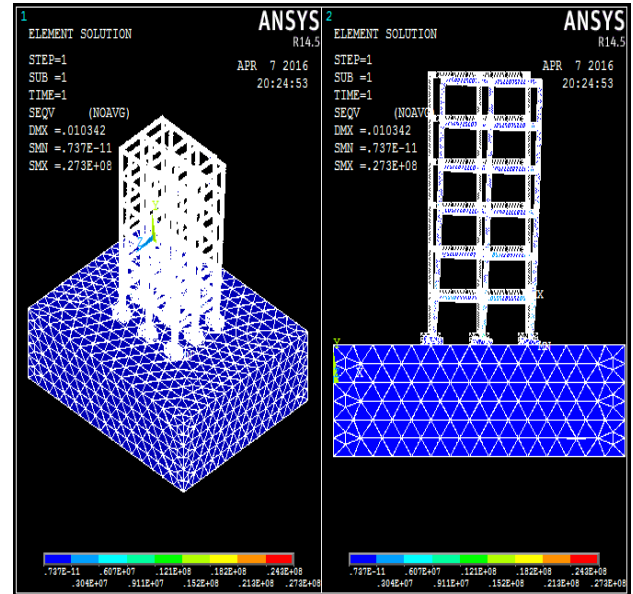 1
ANSYS
R14.5
ELEMENT SOLUTION
APR 7 2016
20:24:53
STEP=1
SUB =1
TIME=1
SEQV (NOAVG)
DMX =.010342
SMN =.737E-11
SMX =.273E+08
Y
.737E-11 .607E+07 .121E+08 .182E+08 .243E+08
.304E+07 .911E+07 .152E+08 .213E+08 .273E+08
2
ANSYS
R14.5
ELEMENT SOLUTION
APR 7 2016
20:24:53
STEP=1
SUB =1
TIME=1
SEQV (NOAVG)
DMX =.010342
SMN =.737E-11
SMX =.273E+08
X
Y
.737E-11 .607E+07 .121E+08 .182E+08 .243E+08
.304E+07 .911E+07 .152E+08 .213E+08 .273E+08